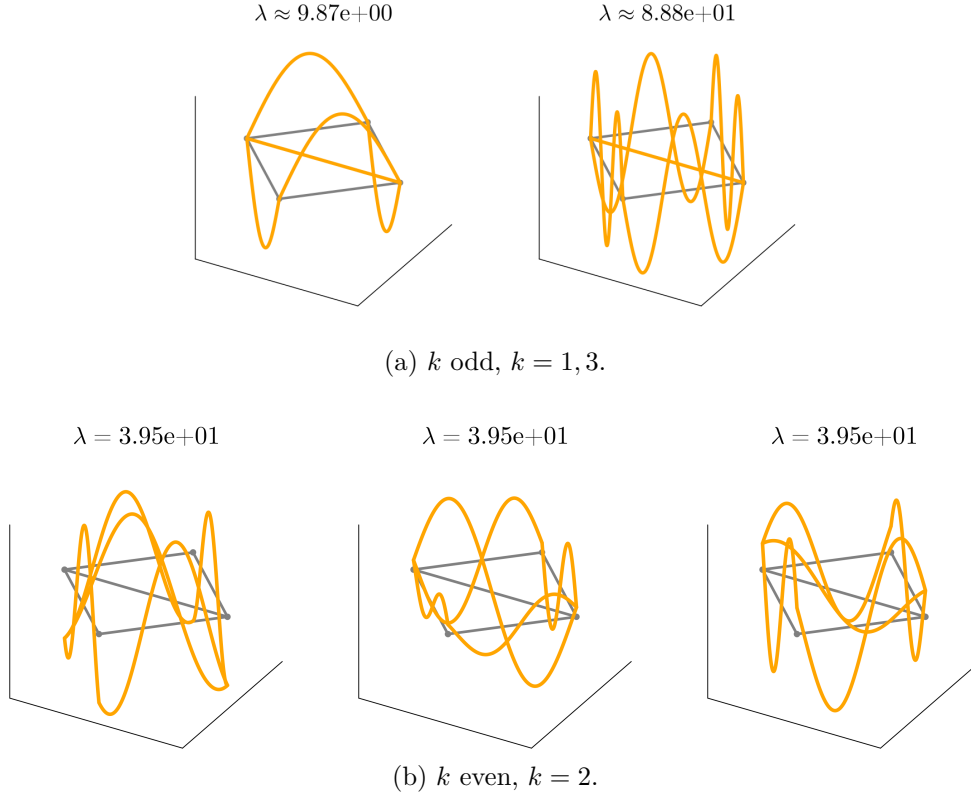 λ ≈ 9.87e+00
λ ≈ 8.88e+01
(a) k odd, k = 1, 3.
λ = 3.95e+01
λ = 3.95e+01
λ = 3.95e+01
(b) k even, k = 2.